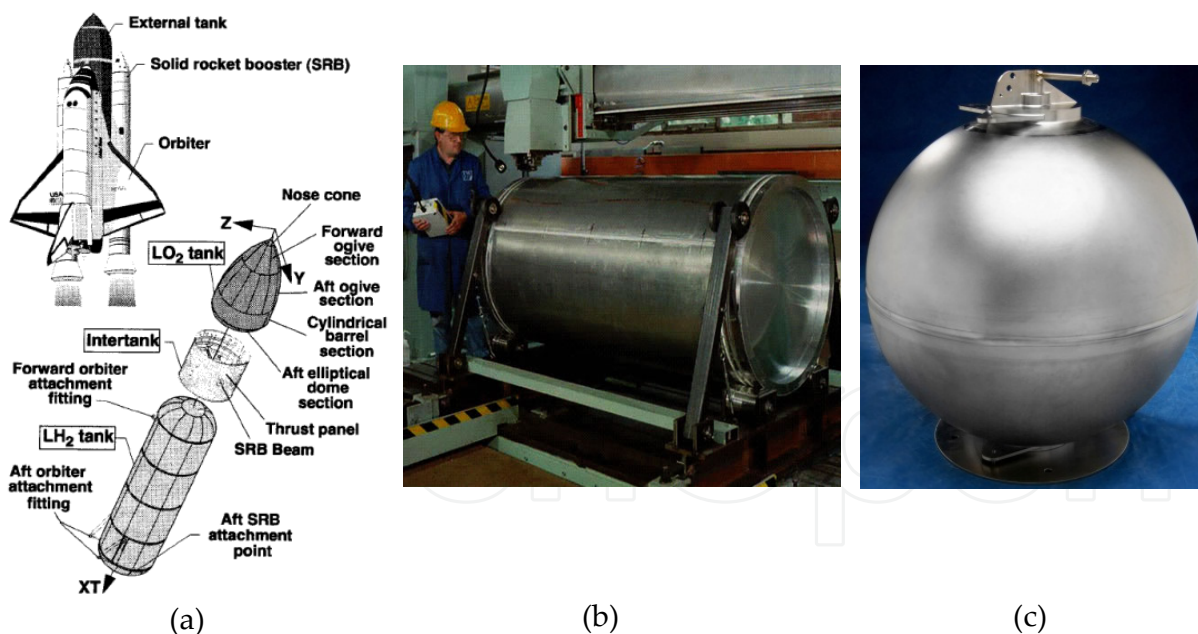 External tank
Solid rocket booster (SRB)
Orbiter
USA
Nose cone
Z
LO₂ tank
Forward
ogive
section
Y
Aft ogive
section
Cylindrical
barrel
section
Intertank
Forward orbiter
attachment
fitting
Aft elliptical
dome
section
Thrust panel
SRB Beam
LH₂ tank
Aft orbiter
attachment
fitting
Aft SRB
attachment
point
XT
(a)
(b)
(c)